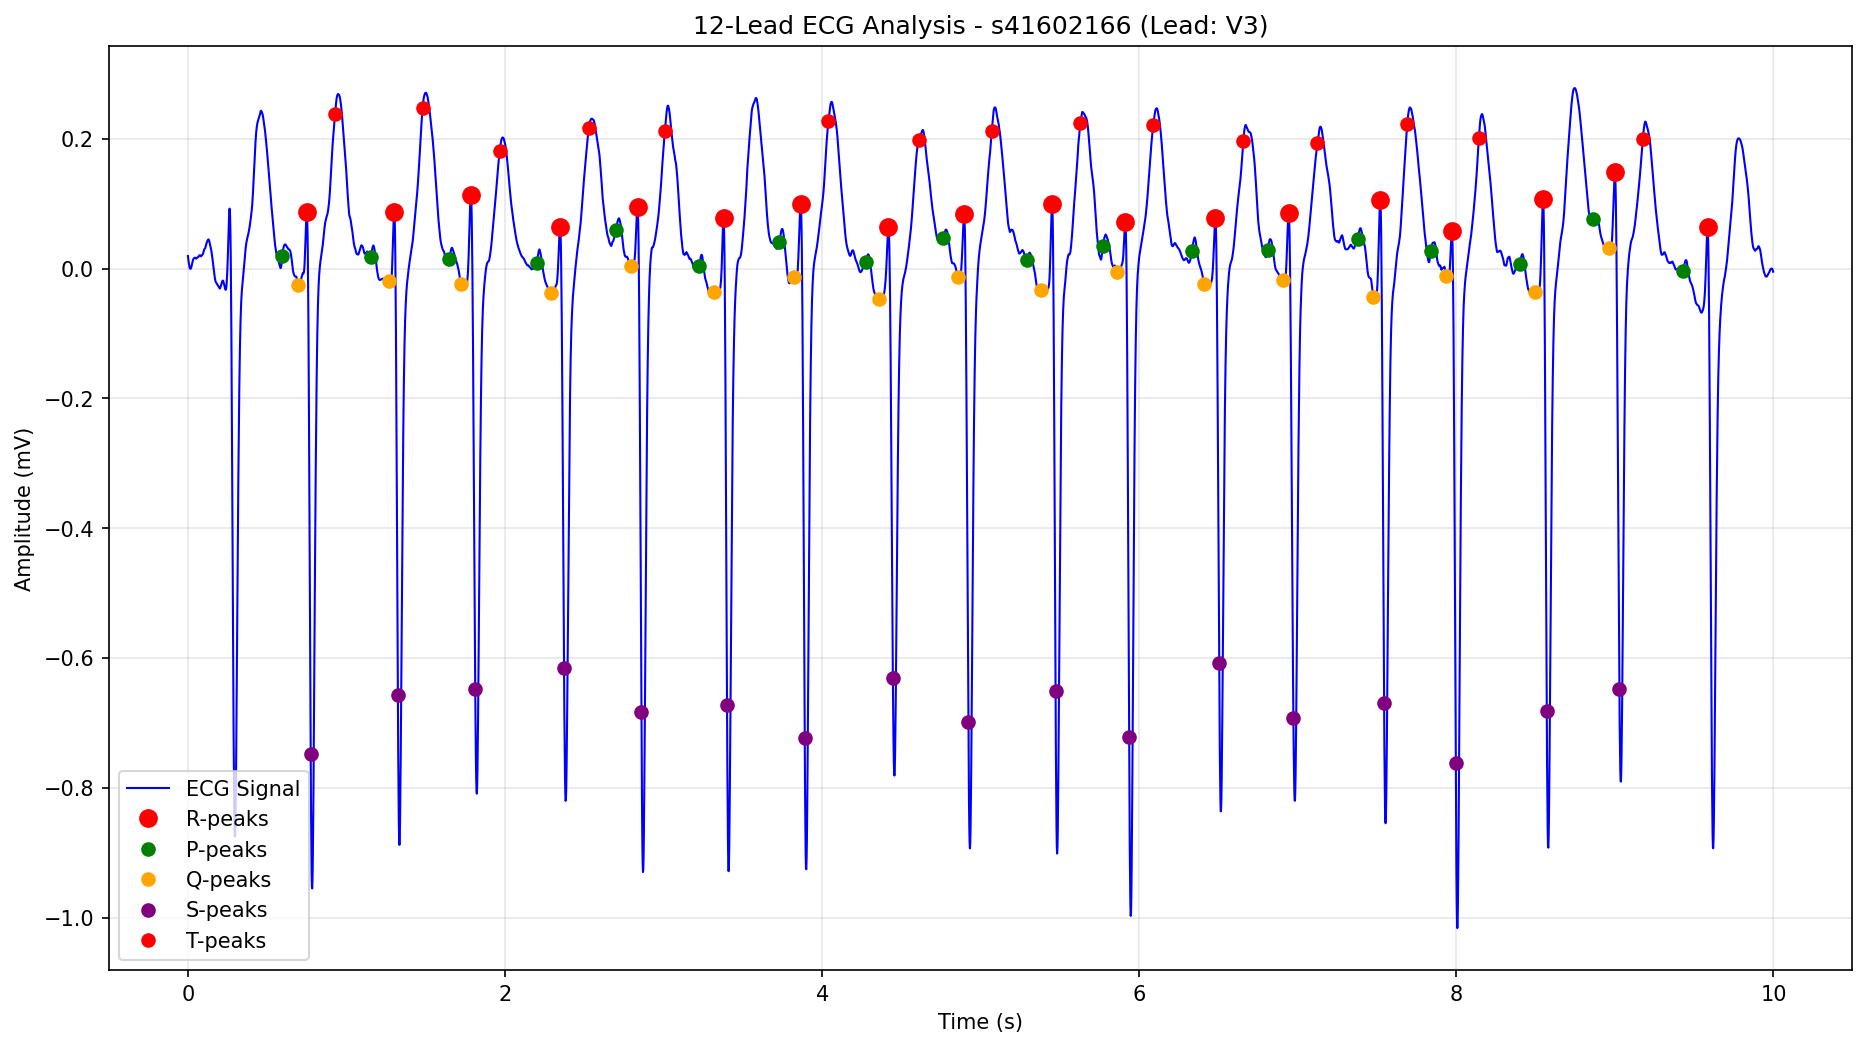 12-Lead ECG Analysis - s41602166 (Lead: V3)
0.2
0.0
−0.2
−0.4
−0.6
−0.8
−1.0
Amplitude (mV)
ECG Signal
R-peaks
P-peaks
Q-peaks
S-peaks
T-peaks
0 2 4 6 8 10
Time (s)